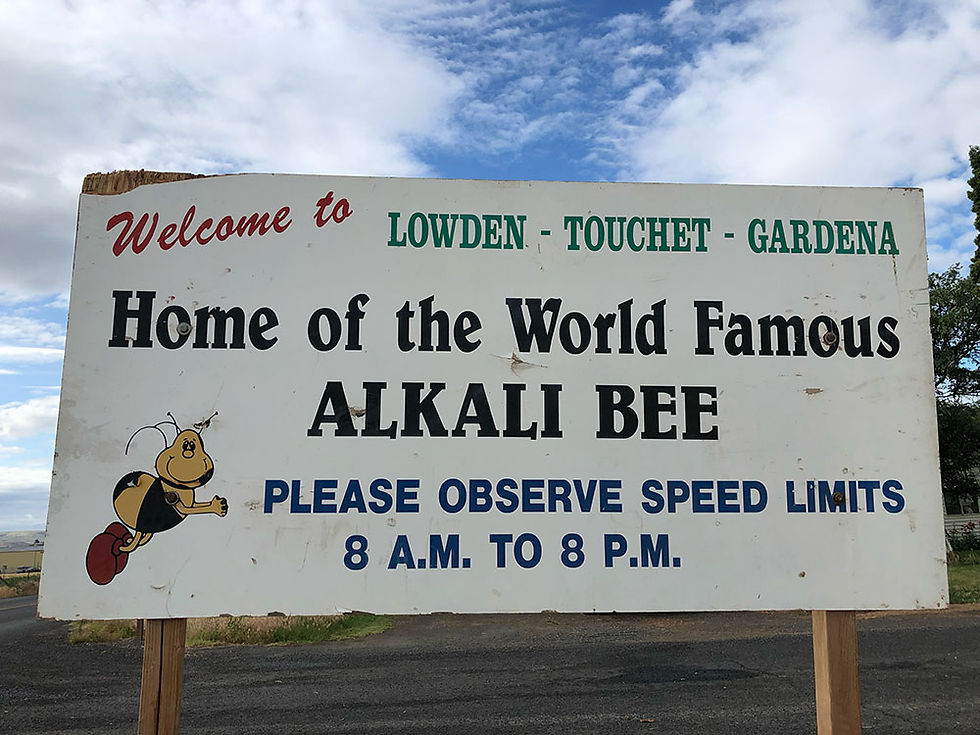 Welcome to LOWDEN - TOUCHET - GARDENA
Home of the World Famous
ALKALI BEE
PLEASE OBSERVE SPEED LIMITS
8 A.M. TO 8 P.M.